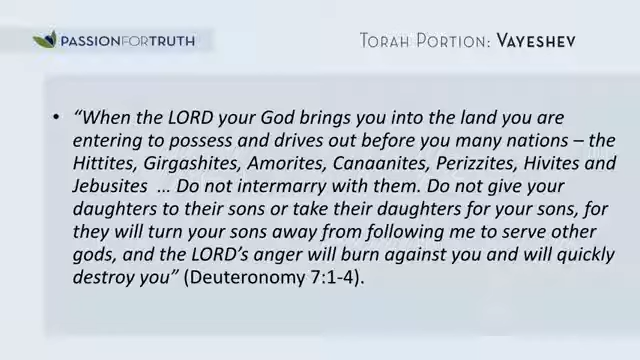 PASSIONFORTRUTH
TORAH PORTION: VAYESHEV
• “When the LORD your God brings you into the land you are
entering to possess and drives out before you many nations – the
Hittites, Girgashites, Amorites, Canaanites, Perizzites, Hivites and
Jebusites … Do not intermarry with them. Do not give your
daughters to their sons or take their daughters for your sons, for
they will turn your sons away from following me to serve other
gods, and the LORD’s anger will burn against you and will quickly
destroy you” (Deuteronomy 7:1-4).